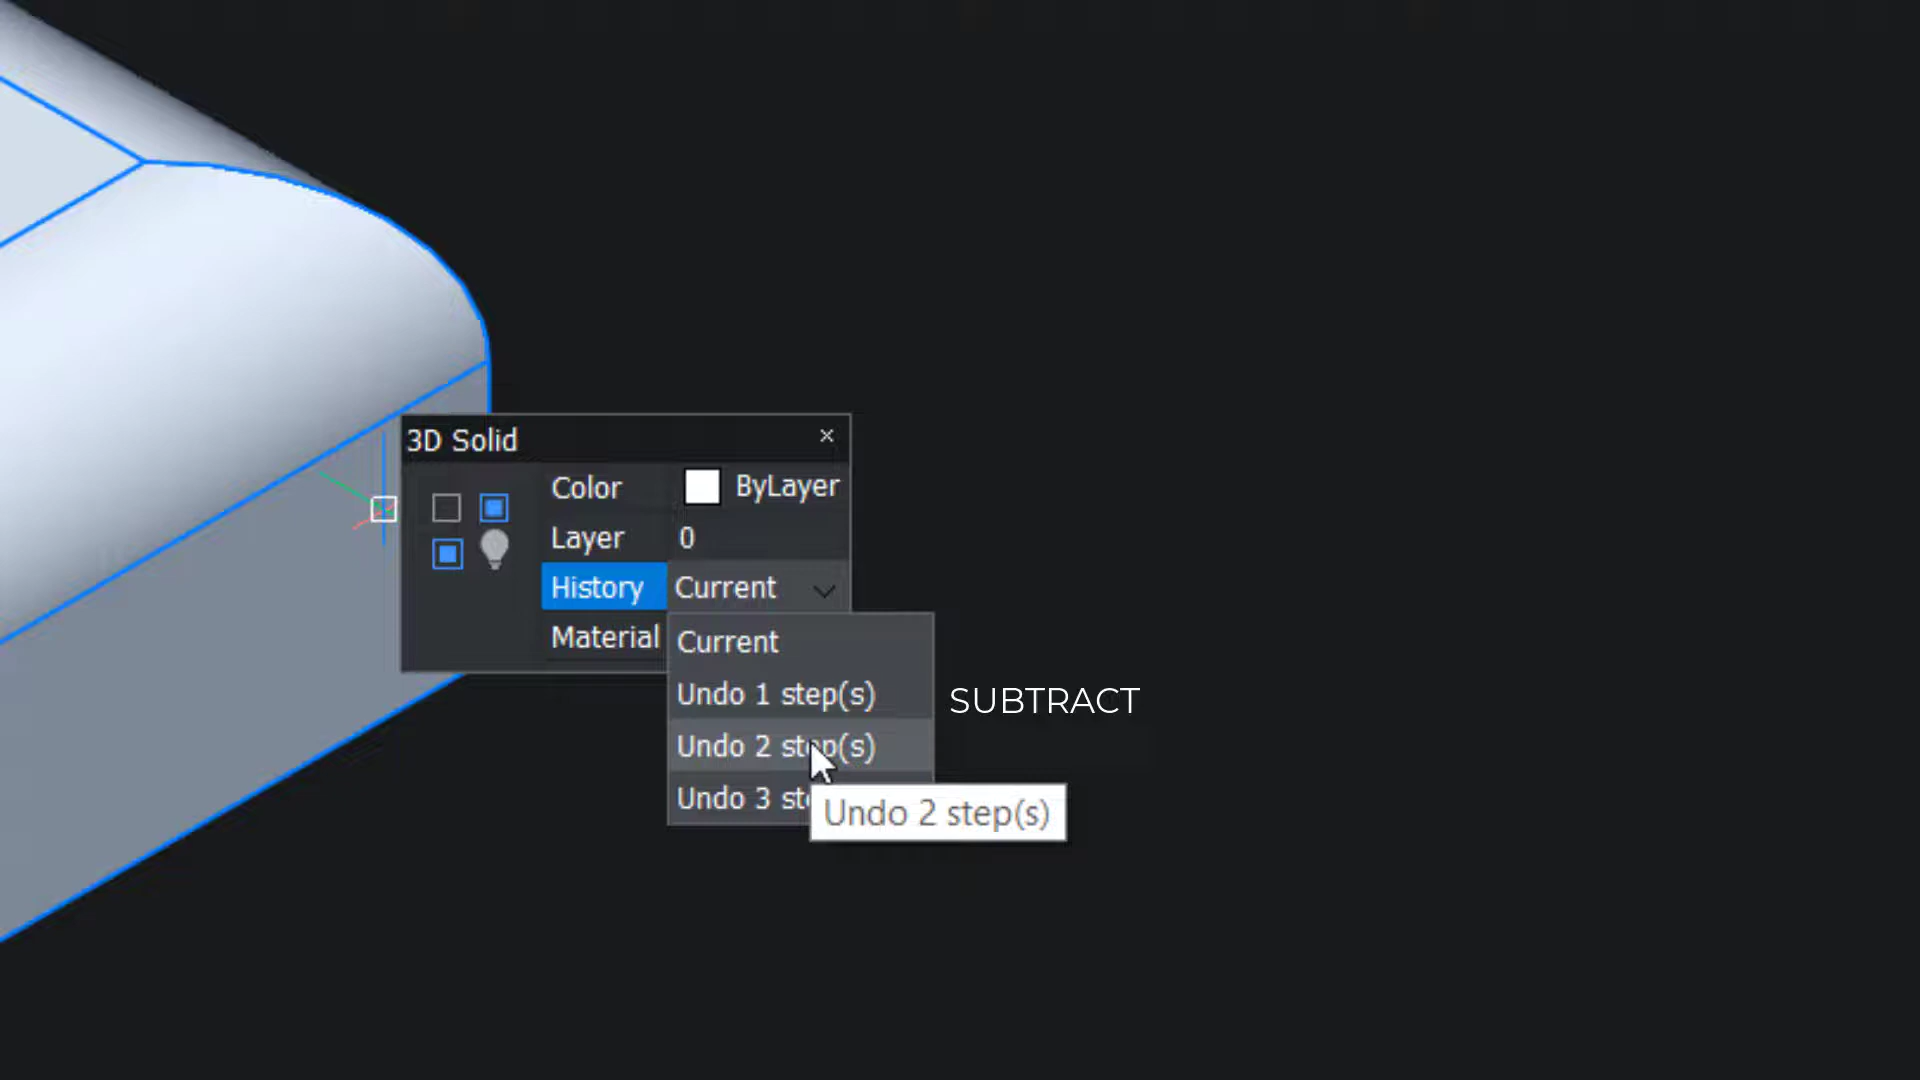 3D Solid ×
Color ByLayer
Layer 0
History Current
Material
Current
Undo 1 step(s) SUBTRACT
Undo 2 step(s)
Undo 3
Undo 2 step(s)